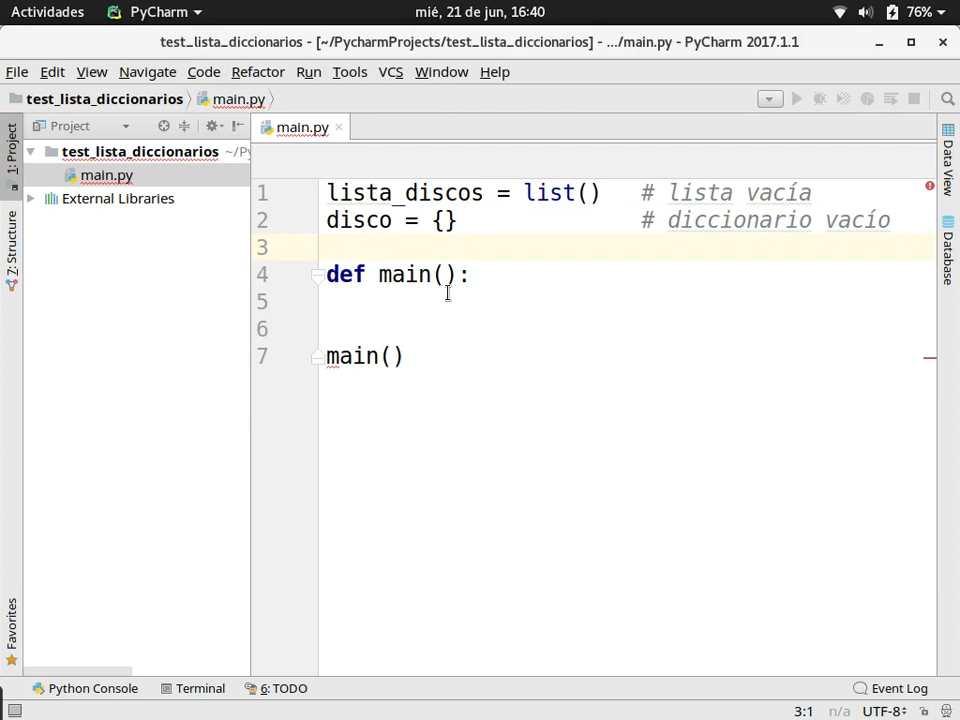 Actividades PyCharm mié, 21 de jun, 16:40 76%
test_lista_diccionarios - [~/PycharmProjects/test_lista_diccionarios] - .../main.py - PyCharm 2017.1.1
File Edit View Navigate Code Refactor Run Tools VCS Window Help
test_lista_diccionarios main.py
Project main.py
1: Project
7: Structure
Favorites
test_lista_diccionarios ~/Py
main.py
External Libraries
1 lista_discos = list() # lista vacía
2 disco = {} # diccionario vacío
3
4 def main():
5
6
7 main()
Data View
Database
Python Console Terminal 6: TODO Event Log
3:1 n/a UTF-8